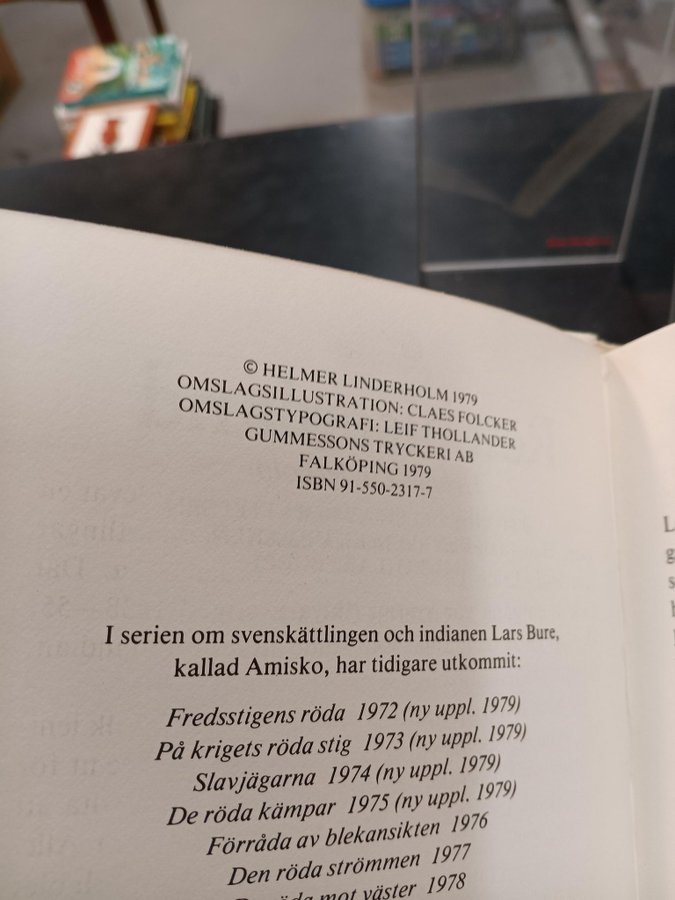 © HELMER LINDERHOLM 1979
OMSLAGSILLUSTRATION: CLAES FOLCKER
OMSLAGSTYPOGRAFI: LEIF THOLLANDER
GUMMESSONS TRYCKERI AB
FALKÖPING 1979
ISBN 91-550-2317-7
I serien om svenskättlingen och indianen Lars Bure,
kallad Amisko, har tidigare utkommit:
Fredsstigens röda 1972 (ny uppl. 1979)
På krigets röda stig 1973 (ny uppl. 1979)
Slavjägarna 1974 (ny uppl. 1979)
De röda kämpar 1975 (ny uppl. 1979)
Förråda av blekansikten 1976
Den röda strömmen 1977
röda mot väster 1978